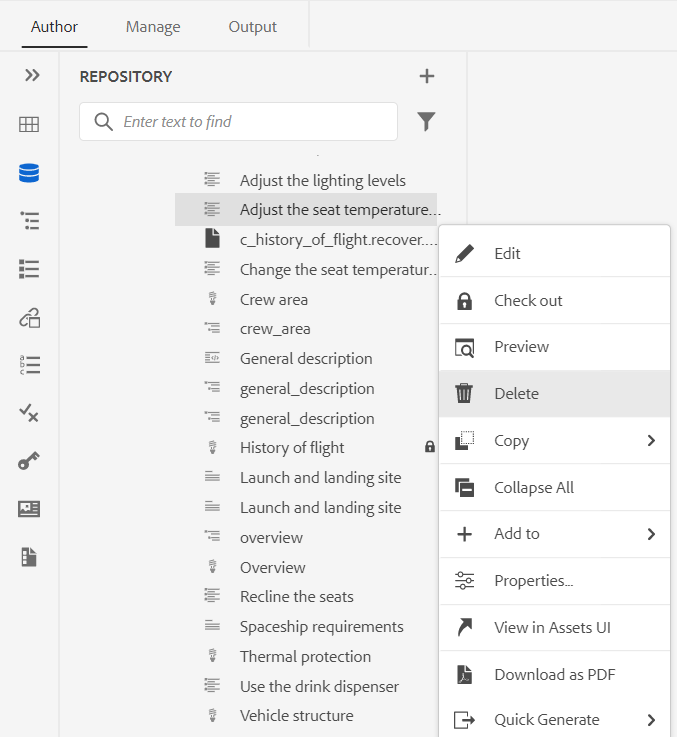 Author Manage Output
REPOSITORY
Enter text to find
Adjust the lighting levels
Adjust the seat temperature...
c_history_of_flight.recover....
Change the seat temperatur...
Crew area
crew_area
General description
general_description
general_description
History of flight
Launch and landing site
Launch and landing site
overview
Overview
Recline the seats
Spaceship requirements
Thermal protection
Use the drink dispenser
Vehicle structure
Edit
Check out
Preview
Delete
Copy
Collapse All
Add to
Properties...
View in Assets UI
Download as PDF
Quick Generate